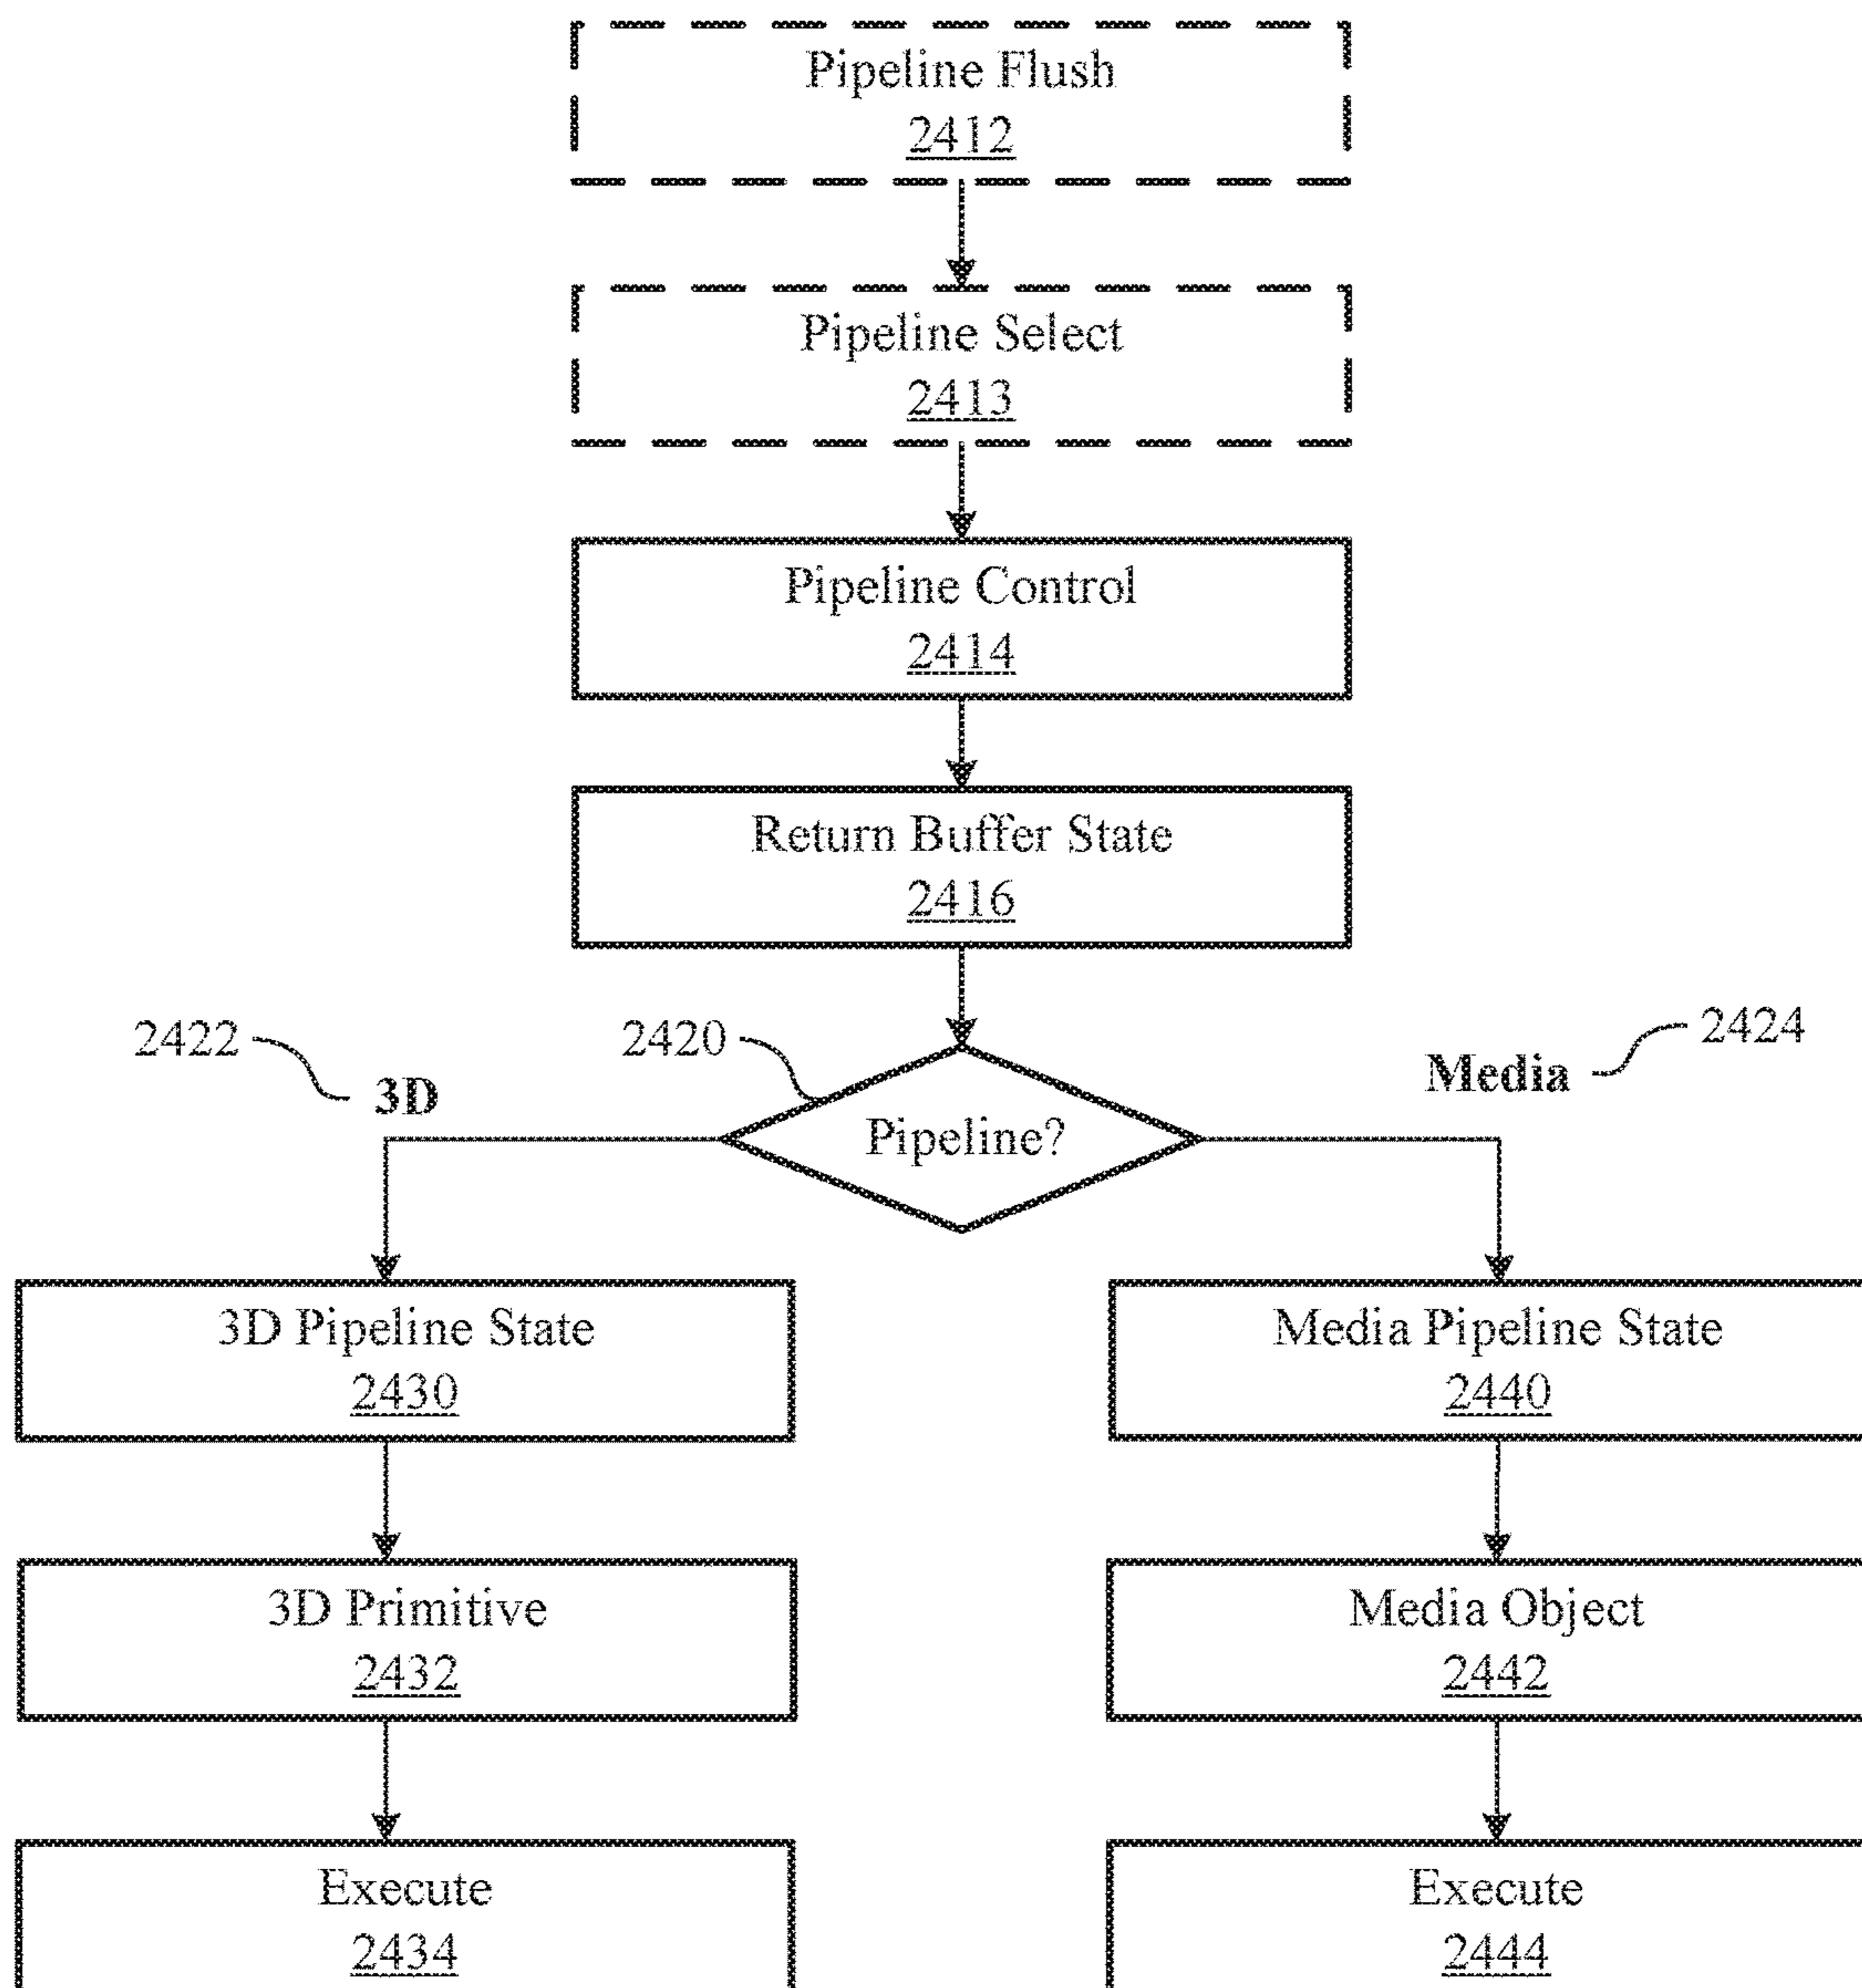 Pipeline Flush
2412
Pipeline Select
2413
Pipeline Control
2414
Return Buffer State
2416
2422
2420
2424
3D
Media
Pipeline?
3D Pipeline State
2430
Media Pipeline State
2440
3D Primitive
2432
Media Object
2442
Execute
2434
Execute
2444